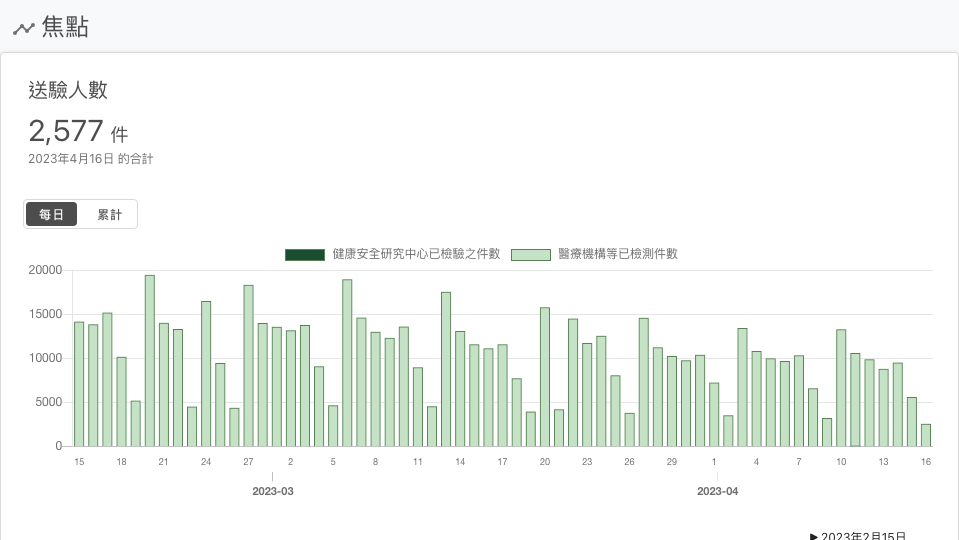 焦點
送驗人數
2,577 件
2023年4月16日 的合計
每日 累計
健康安全研究中心已檢驗之件數 醫療機構等已檢測件數
20000
15000
10000
5000
0
15 18 21 24 27 2 5 8 11 14 17 20 23 26 29 1 4 7 10 13 16
2023-03 2023-04
▶ 2023年2月15日